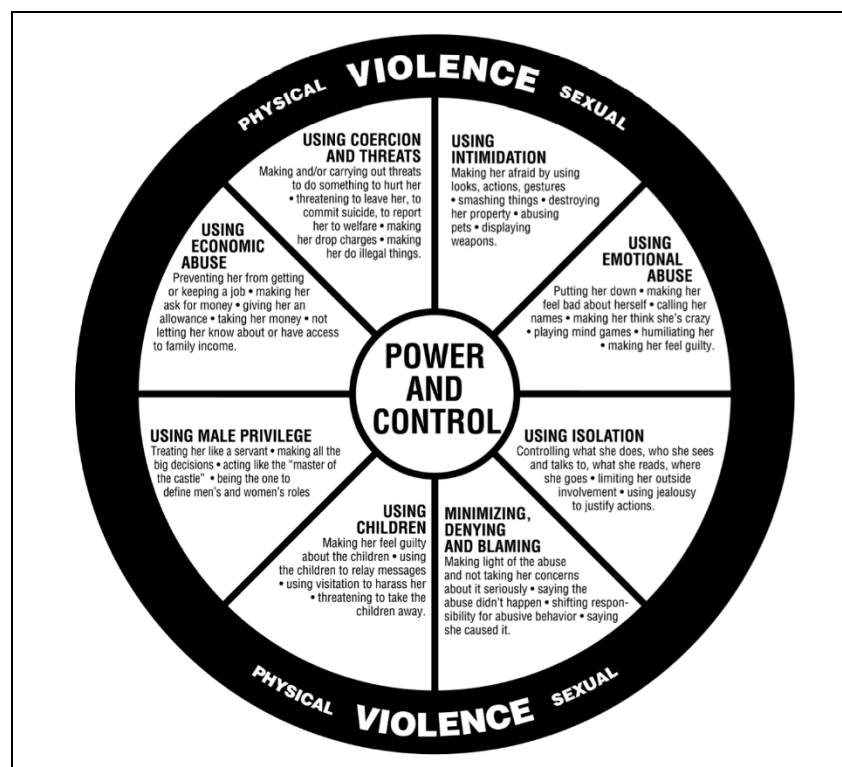 PHYSICAL VIOLENCE SEXUAL
USING COERCION
AND THREATS
Making and/or carrying out threats
to do something to hurt her
• threatening to leave her, to
commit suicide, to report
her to welfare • making
her drop charges • making
her do illegal things.
USING
INTIMIDATION
Making her afraid by using
looks, actions, gestures
• smashing things • destroying
her property • abusing
pets • displaying
weapons.
USING
EMOTIONAL
ABUSE
Putting her down • making her
feel bad about herself • calling her
names • making her think she's crazy
• playing mind games • humiliating her
• making her feel guilty.
USING ISOLATION
Controlling what she does, who she sees
and talks to, what she reads, where
she goes • limiting her outside
involvement • using jealousy
to justify actions.
MINIMIZING,
DENYING
AND BLAMING
Making light of the abuse
and not taking her concerns
about it seriously • saying the
abuse didn't happen • shifting respon-
sibility for abusive behavior • saying
she caused it.
USING
CHILDREN
Making her feel guilty
about the children • using
the children to relay messages
• using visitation to harass her
• threatening to take the
children away.
USING MALE PRIVILEGE
Treating her like a servant • making all the
big decisions • acting like the “master of
the castle” • being the one to
define men's and women's roles
USING
ECONOMIC
ABUSE
Preventing her from getting
or keeping a job • making her
ask for money • giving her an
allowance • taking her money • not
letting her know about or have access
to family income.
POWER
AND
CONTROL
PHYSICAL VIOLENCE SEXUAL